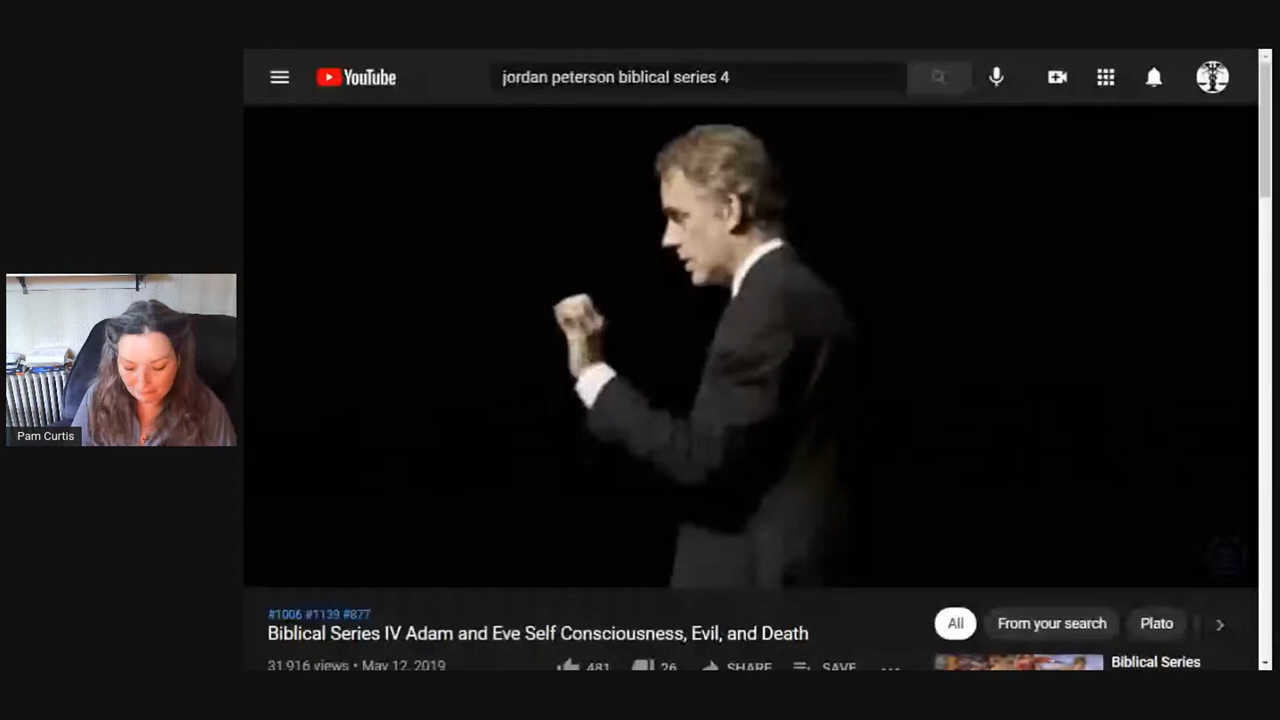 YouTube
jordan peterson biblical series 4
Pam Curtis
#1006 #1139 #877
Biblical Series IV Adam and Eve Self Consciousness, Evil, and Death
All From your search Plato
31,916 views • May 12, 2019
481 26 SHARE SAVE
Biblical Series